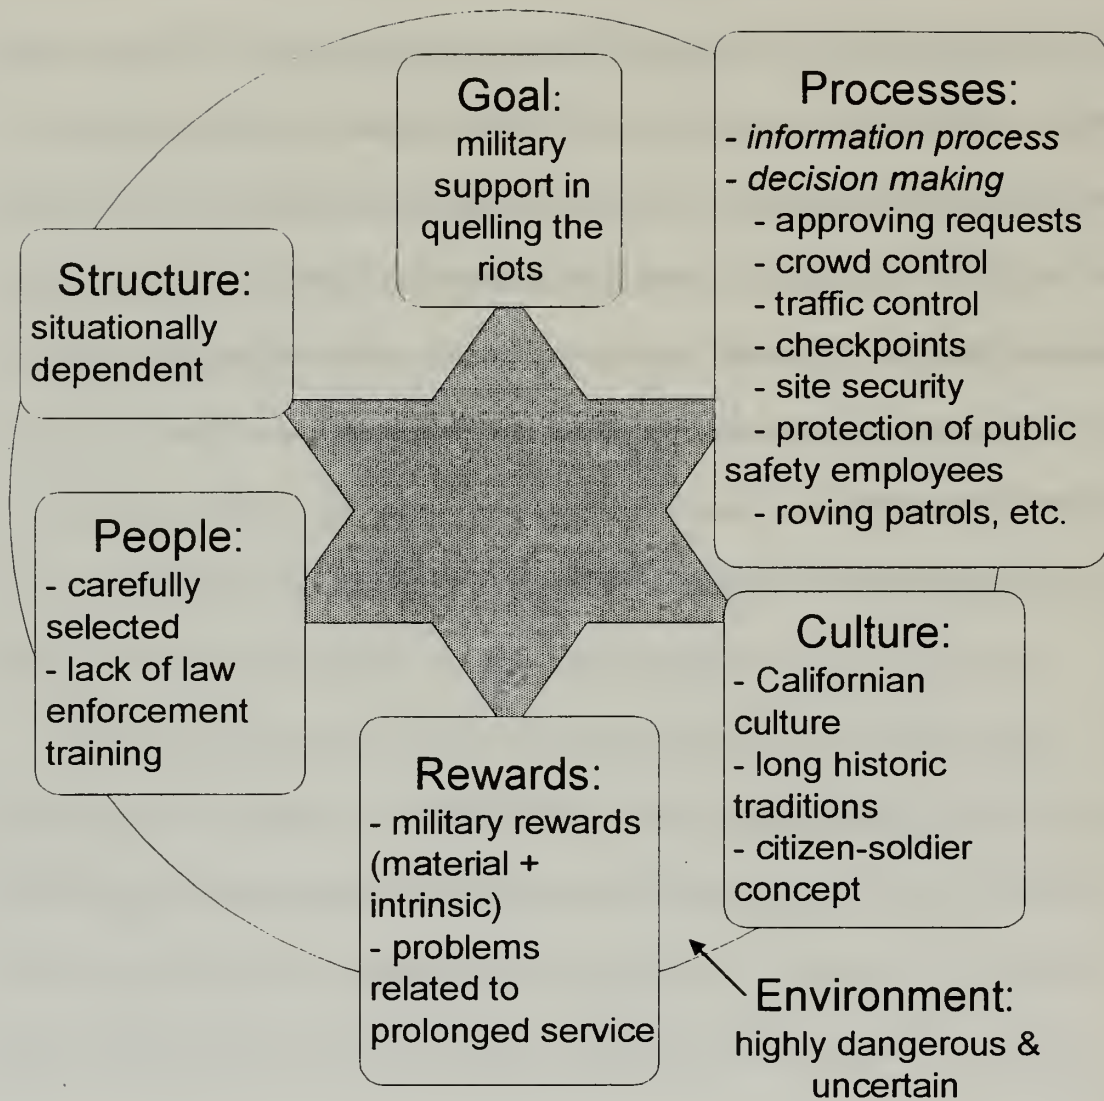 Goal:
military
support in
quelling the
riots
Processes:
- information process
- decision making
- approving requests
- crowd control
- traffic control
- checkpoints
- site security
- protection of public
safety employees
- roving patrols, etc.
Structure:
situationally
dependent
People:
- carefully
selected
- lack of law
enforcement
training
Culture:
- Californian
culture
- long historic
traditions
- citizen-soldier
concept
Rewards:
- military rewards
(material +
intrinsic)
- problems
related to
prolonged service
Environment:
highly dangerous &
uncertain